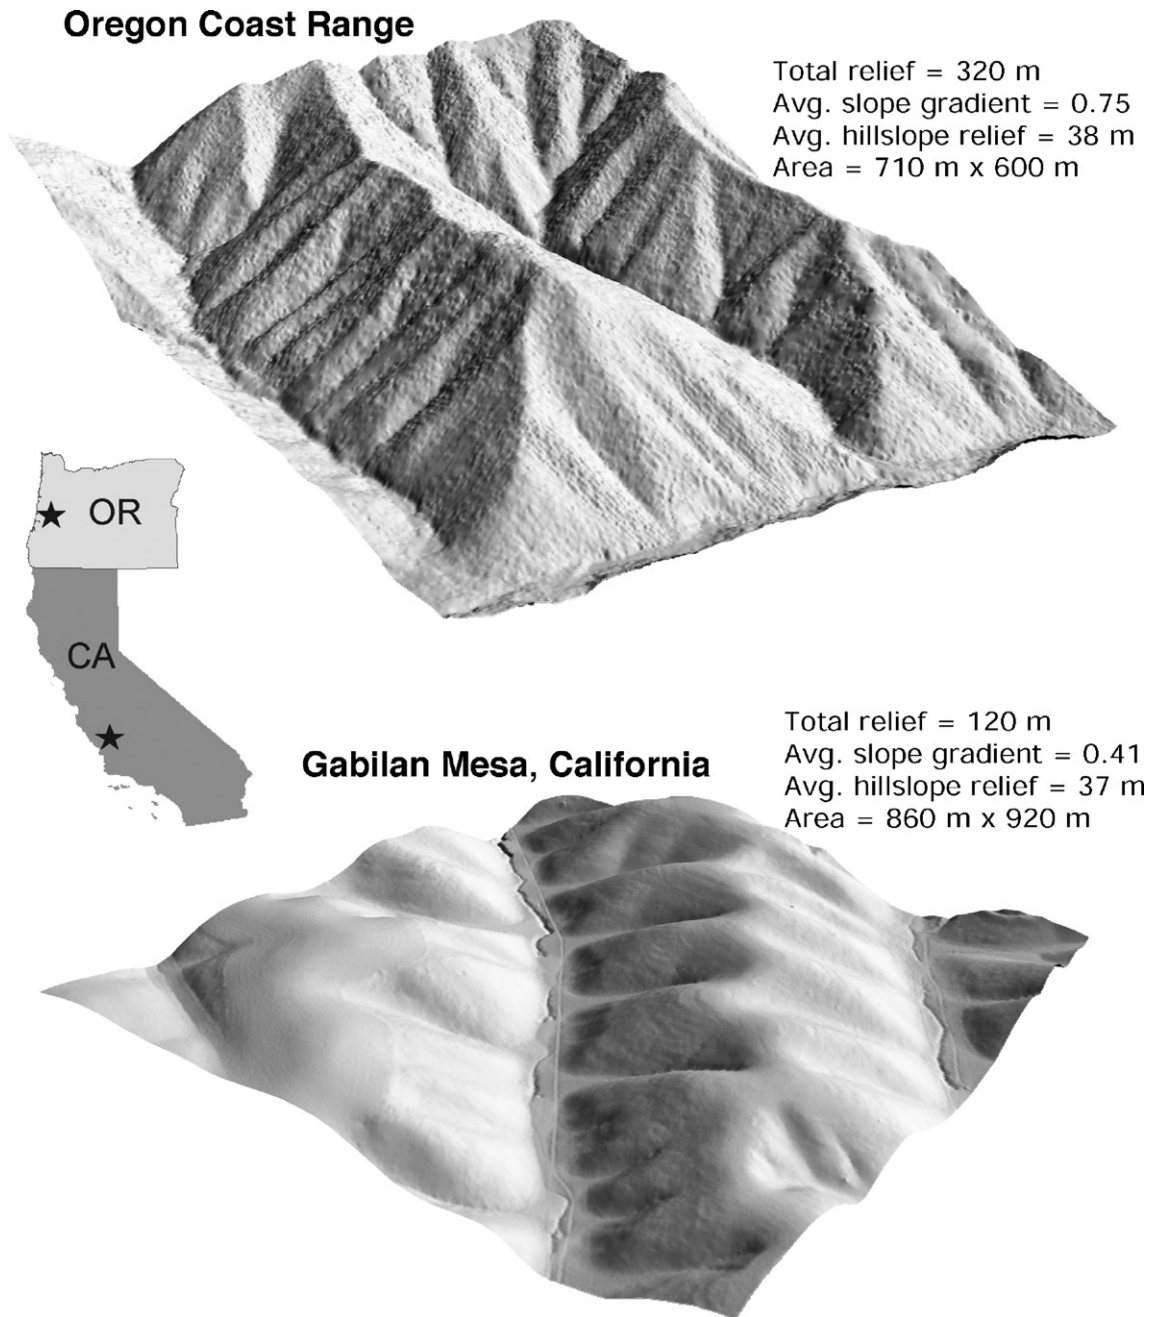 Oregon Coast Range
Total relief = 320 m
Avg. slope gradient = 0.75
Avg. hillslope relief = 38 m
Area = 710 m x 600 m
OR
CA
Total relief = 120 m
Avg. slope gradient = 0.41
Avg. hillslope relief = 37 m
Area = 860 m x 920 m
Gabilan Mesa, California